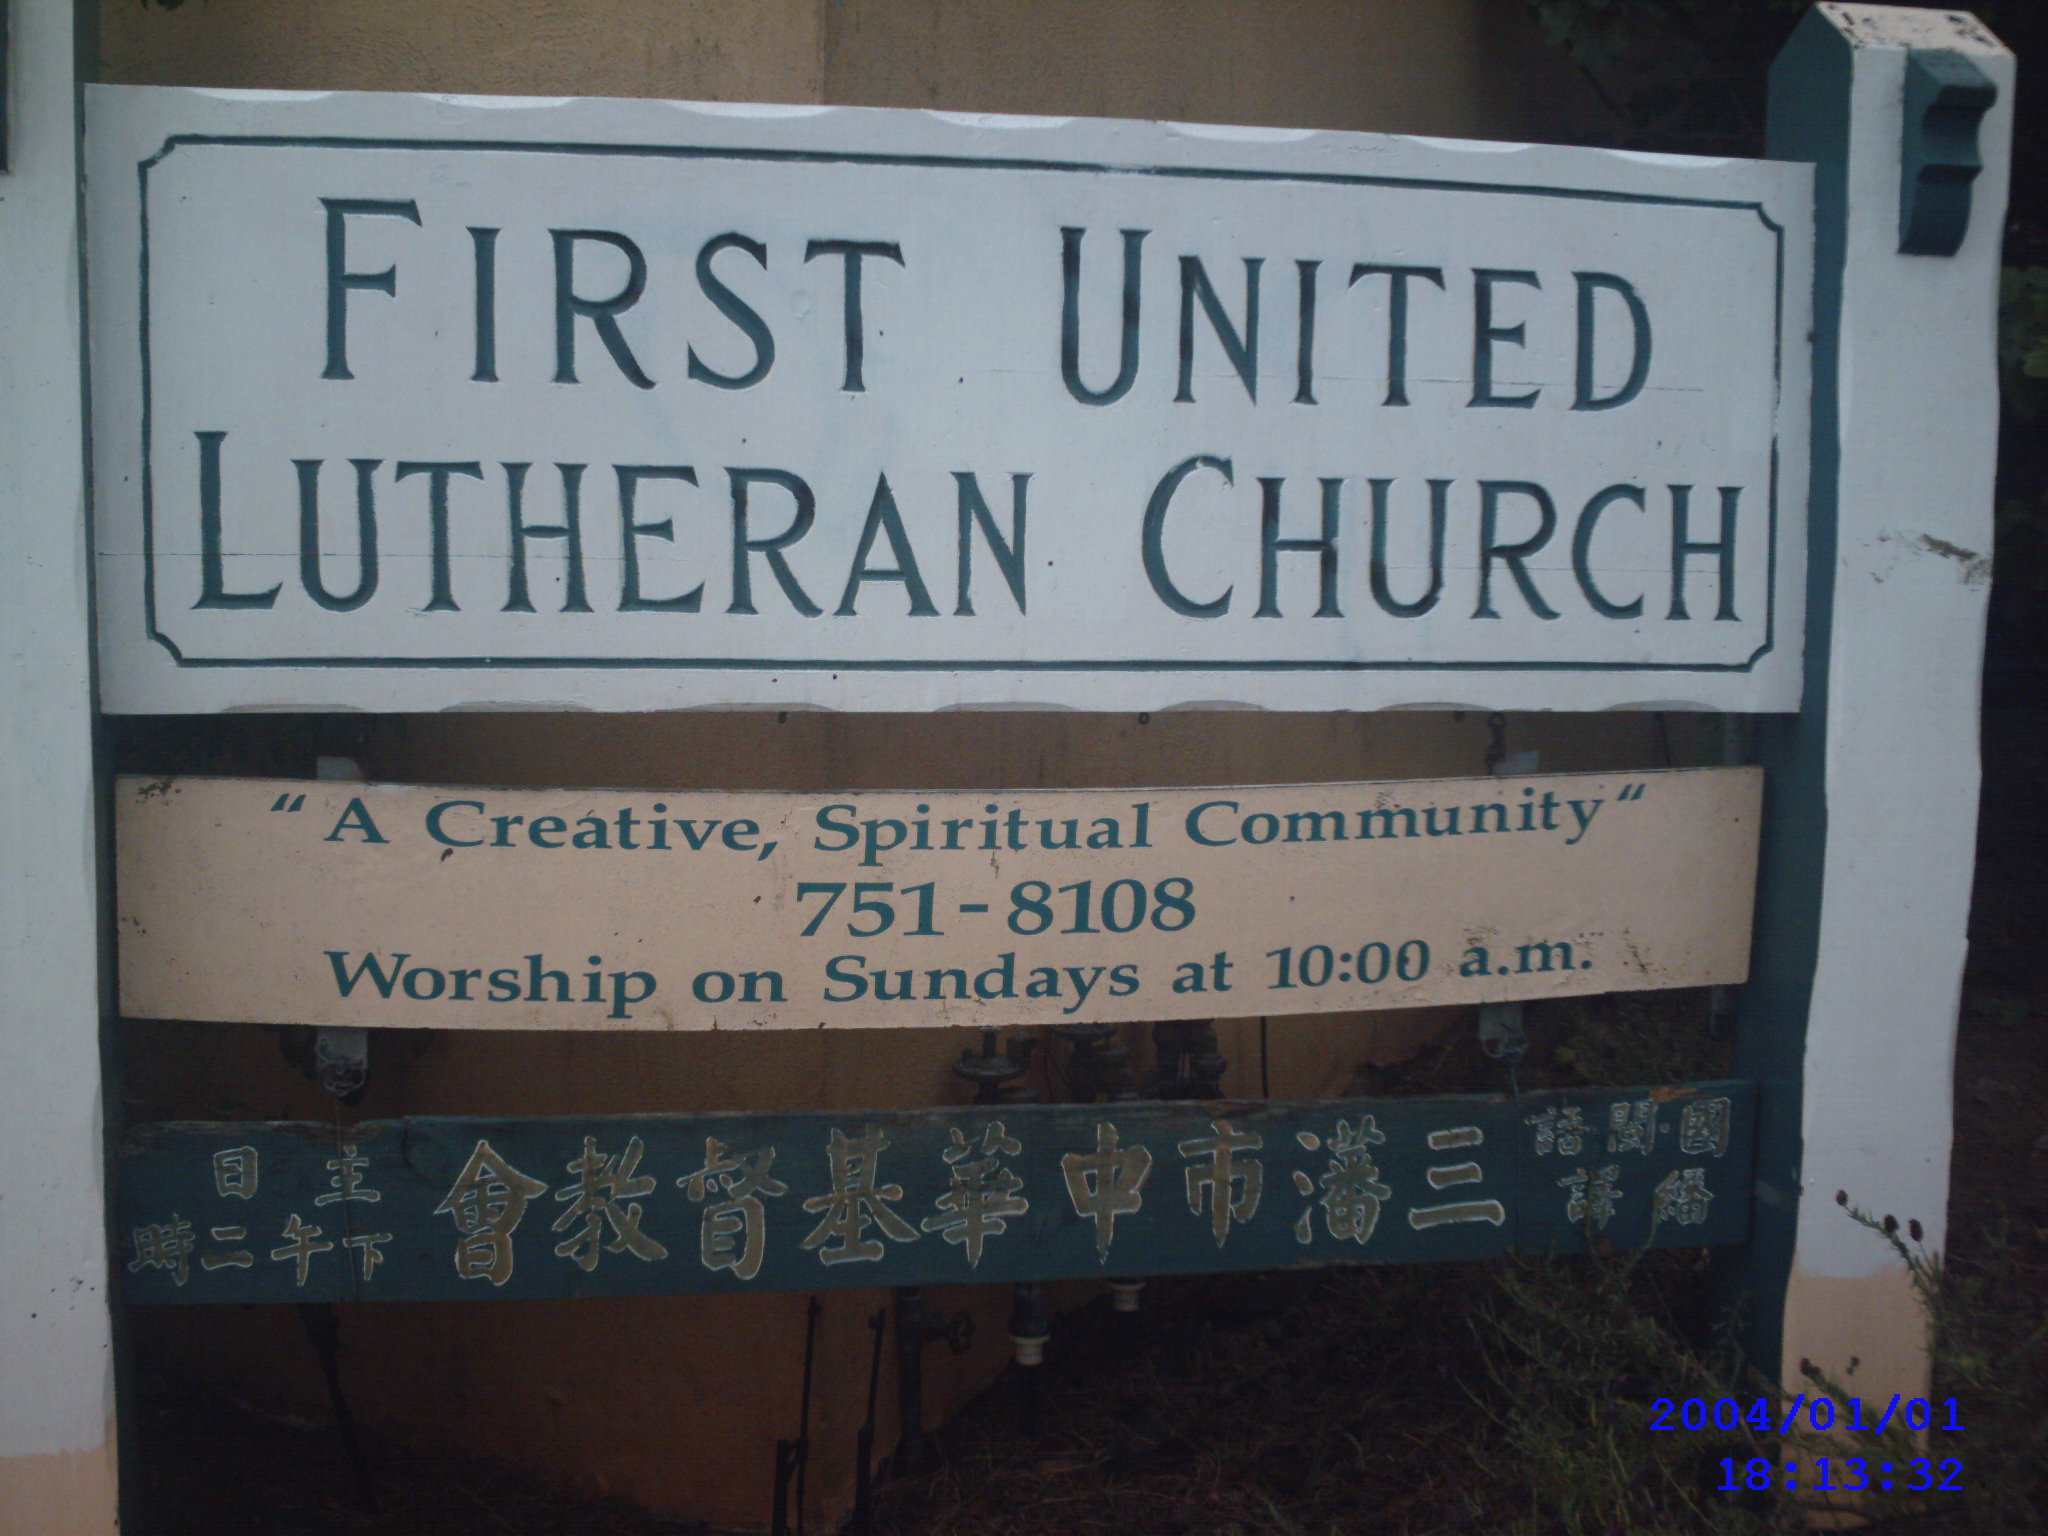 FIRST UNITED
LUTHERAN CHURCH
“A Creative, Spiritual Community“
751-8108
Worship on Sundays at 10:00 a.m.
國·閩語
繙譯
三藩市中華基督教會
主日
下午二時
2004/01/01
18:13:32